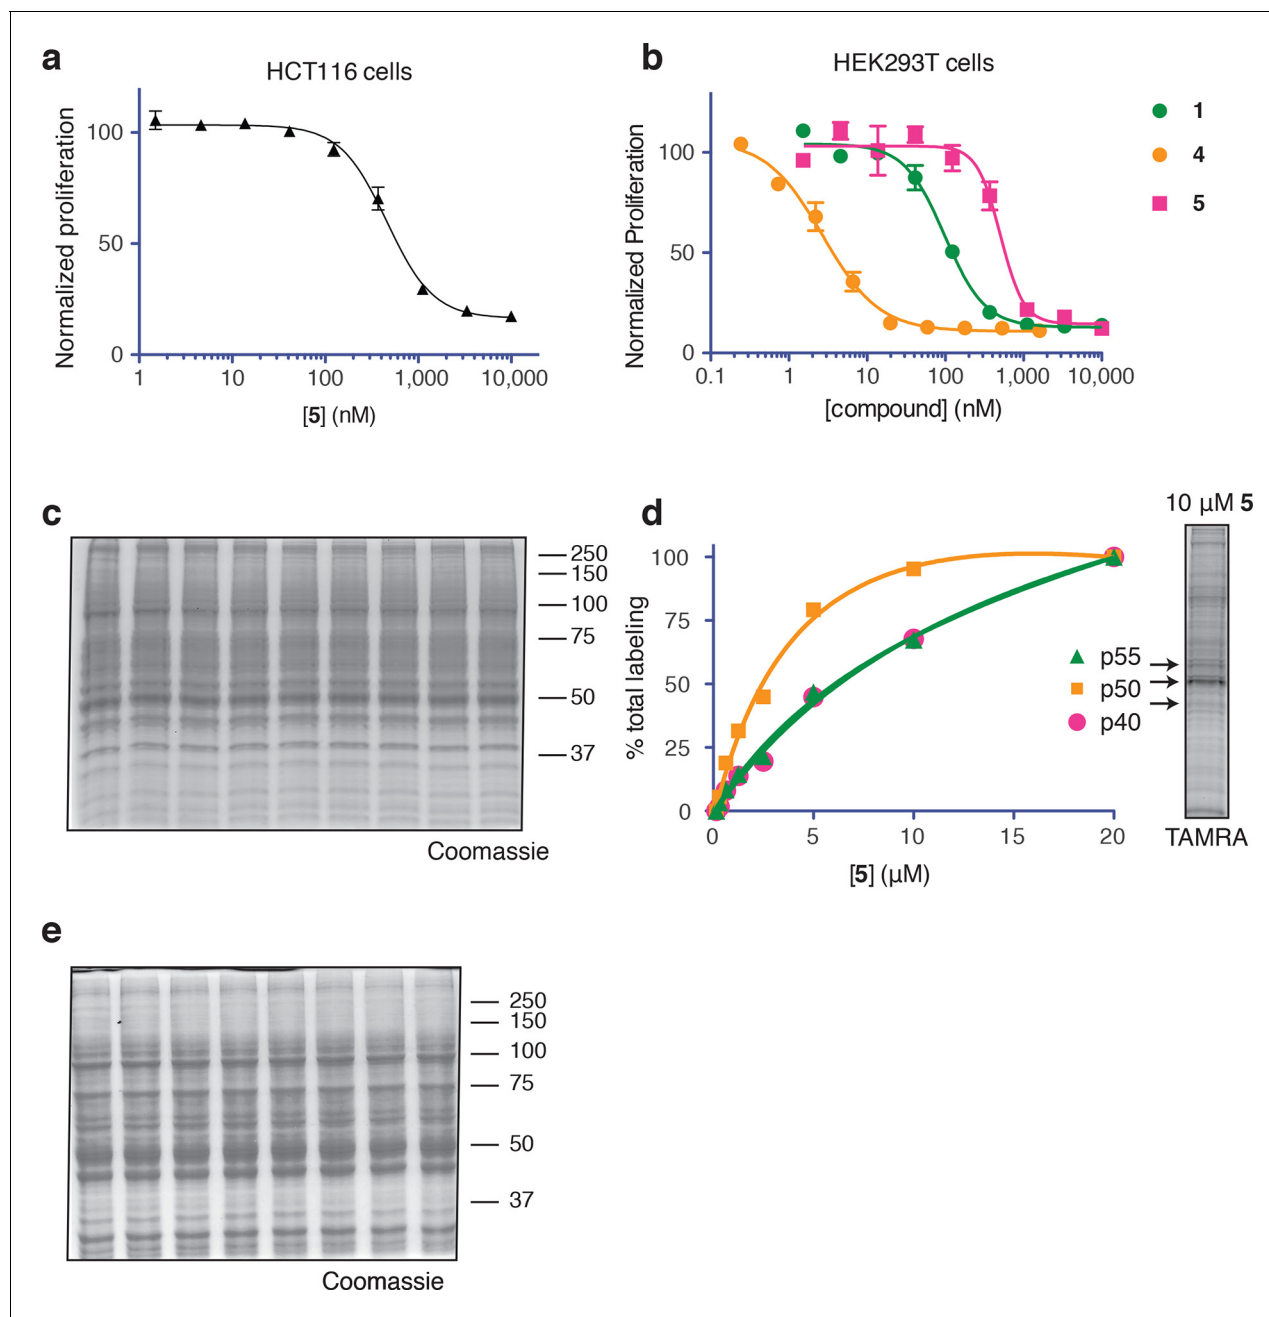 a
HCT116 cells
Normalized proliferation
100
50
0
1
10
100
1,000
10,000
[5] (nM)
b
HEK293T cells
Normalized Proliferation
100
50
0
0.1
1
10
100
1,000
10,000
[compound] (nM)
1
4
5
c
250
150
100
75
50
37
Coomassie
d
% total labeling
100
75
50
25
0
0
5
10
15
20
[5] (µM)
p55
p50
p40
10 µM 5
TAMRA
e
250
150
100
75
50
37
Coomassie